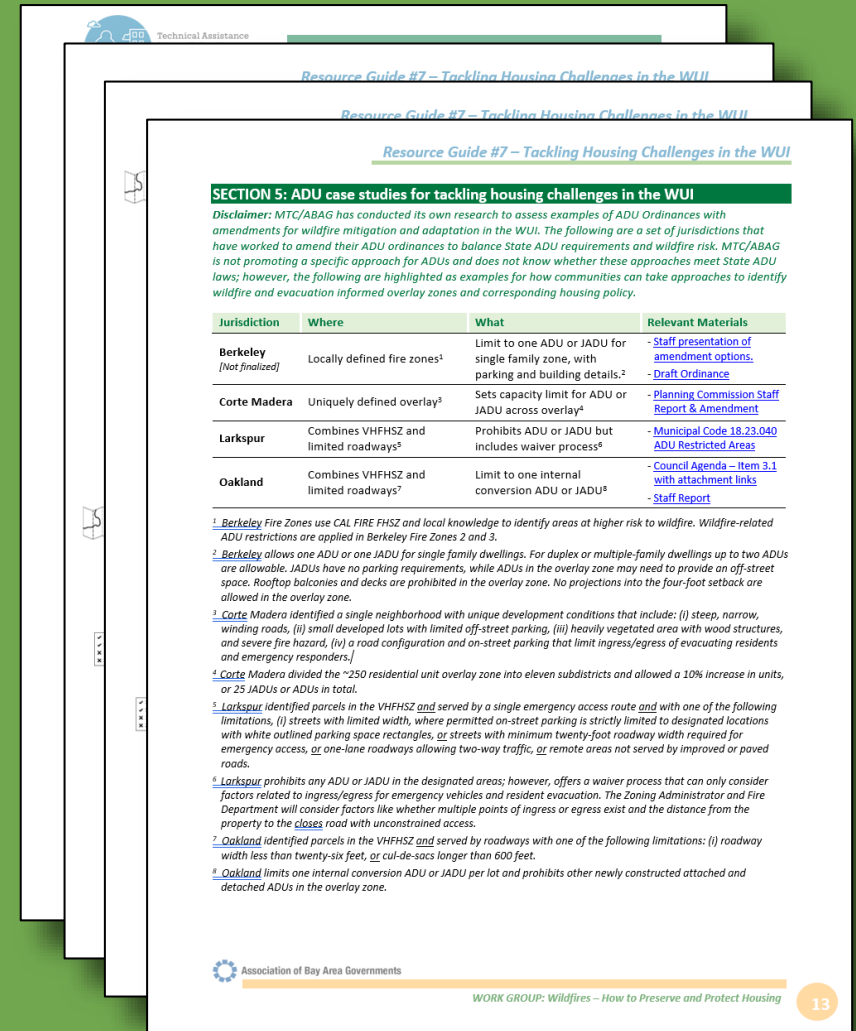 Technical Assistance
Resource Guide #7 – Tackling Housing Challenges in the WUI
Resource Guide #7 – Tackling Housing Challenges in the WUI
Resource Guide #7 – Tackling Housing Challenges in the WUI
SECTION 5: ADU case studies for tackling housing challenges in the WUI
Disclaimer: MTC/ABAG has conducted its own research to assess examples of ADU Ordinances with
amendments for wildfire mitigation and adaptation in the WUI. The following are a set of jurisdictions that
have worked to amend their ADU ordinances to balance State ADU requirements and wildfire risk. MTC/ABAG
is not promoting a specific approach for ADUs and does not know whether these approaches meet State ADU
laws; however, the following are highlighted as examples for how communities can take approaches to identify
wildfire and evacuation informed overlay zones and corresponding housing policy.
Jurisdiction Where What Relevant Materials
Berkeley
[Not finalized]
Locally defined fire zones¹
Limit to one ADU or JADU for
single family zone, with
parking and building details.²
- Staff presentation of
amendment options.
- Draft Ordinance
Corte Madera
Uniquely defined overlay³
Sets capacity limit for ADU or
JADU across overlay⁴
- Planning Commission Staff
Report & Amendment
Larkspur
Combines VHFHSZ and
limited roadways⁵
Prohibits ADU or JADU but
includes waiver process⁶
- Municipal Code 18.23.040
ADU Restricted Areas
Oakland
Combines VHFHSZ and
limited roadways⁷
Limit to one internal
conversion ADU or JADU⁸
- Council Agenda – Item 3.1
with attachment links
- Staff Report
¹ Berkeley Fire Zones use CAL FIRE FHSZ and local knowledge to identify areas at higher risk to wildfire. Wildfire-related
ADU restrictions are applied in Berkeley Fire Zones 2 and 3.
² Berkeley allows one ADU or one JADU for single family dwellings. For duplex or multiple-family dwellings up to two ADUs
are allowable. JADUs have no parking requirements, while ADUs in the overlay zone may need to provide an off-street
space. Rooftop balconies and decks are prohibited in the overlay zone. No projections into the four-foot setback are
allowed in the overlay zone.
³ Corte Madera identified a single neighborhood with unique development conditions that include: (i) steep, narrow,
winding roads, (ii) small developed lots with limited off-street parking, (iii) heavily vegetated area with wood structures,
and severe fire hazard, (iv) a road configuration and on-street parking that limit ingress/egress of evacuating residents
and emergency responders.
⁴ Corte Madera divided the ~250 residential unit overlay zone into eleven subdistricts and allowed a 10% increase in units,
or 25 JADUs or ADUs in total.
⁵ Larkspur identified parcels in the VHFHSZ and served by a single emergency access route and with one of the following
limitations, (i) streets with limited width, where permitted on-street parking is strictly limited to designated locations
with white outlined parking space rectangles, or streets with minimum twenty-foot roadway width required for
emergency access, or one-lane roadways allowing two-way traffic, or remote areas not served by improved or paved
roads.
⁶ Larkspur prohibits any ADU or JADU in the designated areas; however, offers a waiver process that can only consider
factors related to ingress/egress for emergency vehicles and resident evacuation. The Zoning Administrator and Fire
Department will consider factors like whether multiple points of ingress or egress exist and the distance from the
property to the closes road with unconstrained access.
⁷ Oakland identified parcels in the VHFHSZ and served by roadways with one of the following limitations: (i) roadway
width less than twenty-six feet, or cul-de-sacs longer than 600 feet.
⁸ Oakland limits one internal conversion ADU or JADU per lot and prohibits other newly constructed attached and
detached ADUs in the overlay zone.
Association of Bay Area Governments
WORK GROUP: Wildfires – How to Preserve and Protect Housing
13